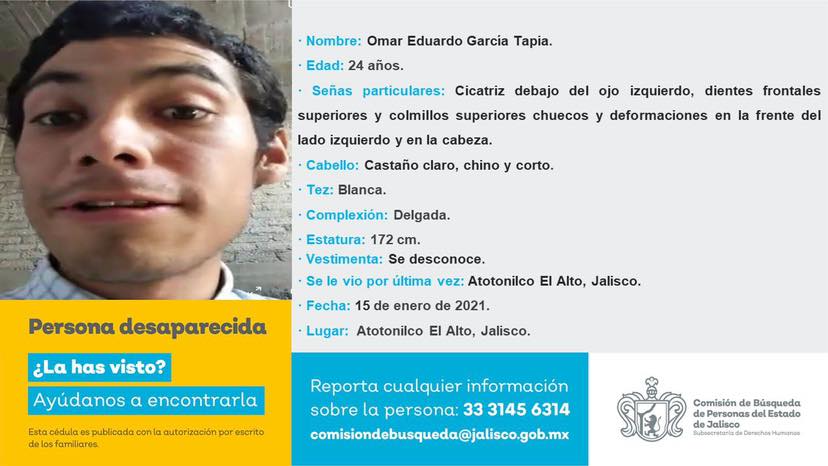 · Nombre: Omar Eduardo Garcia Tapia.
· Edad: 24 años.
· Señas particulares: Cicatriz debajo del ojo izquierdo, dientes frontales
superiores y colmillos superiores chuecos y deformaciones en la frente del
lado izquierdo y en la cabeza.
· Cabello: Castaño claro, chino y corto.
· Tez: Blanca.
· Complexión: Delgada.
· Estatura: 172 cm.
· Vestimenta: Se desconoce.
· Se le vio por última vez: Atotonilco El Alto, Jalisco.
· Fecha: 15 de enero de 2021.
· Lugar: Atotonilco El Alto, Jalisco.
Persona desaparecida
¿La has visto?
Ayúdanos a encontrarla
Esta cédula es publicada con la autorización por escrito
de los familiares.
Reporta cualquier información
sobre la persona: 33 3145 6314
comisiondebusqueda@jalisco.gob.mx
Comisión de Búsqueda
de Personas del Estado
de Jalisco
Subsecretaría de Derechos Humanos